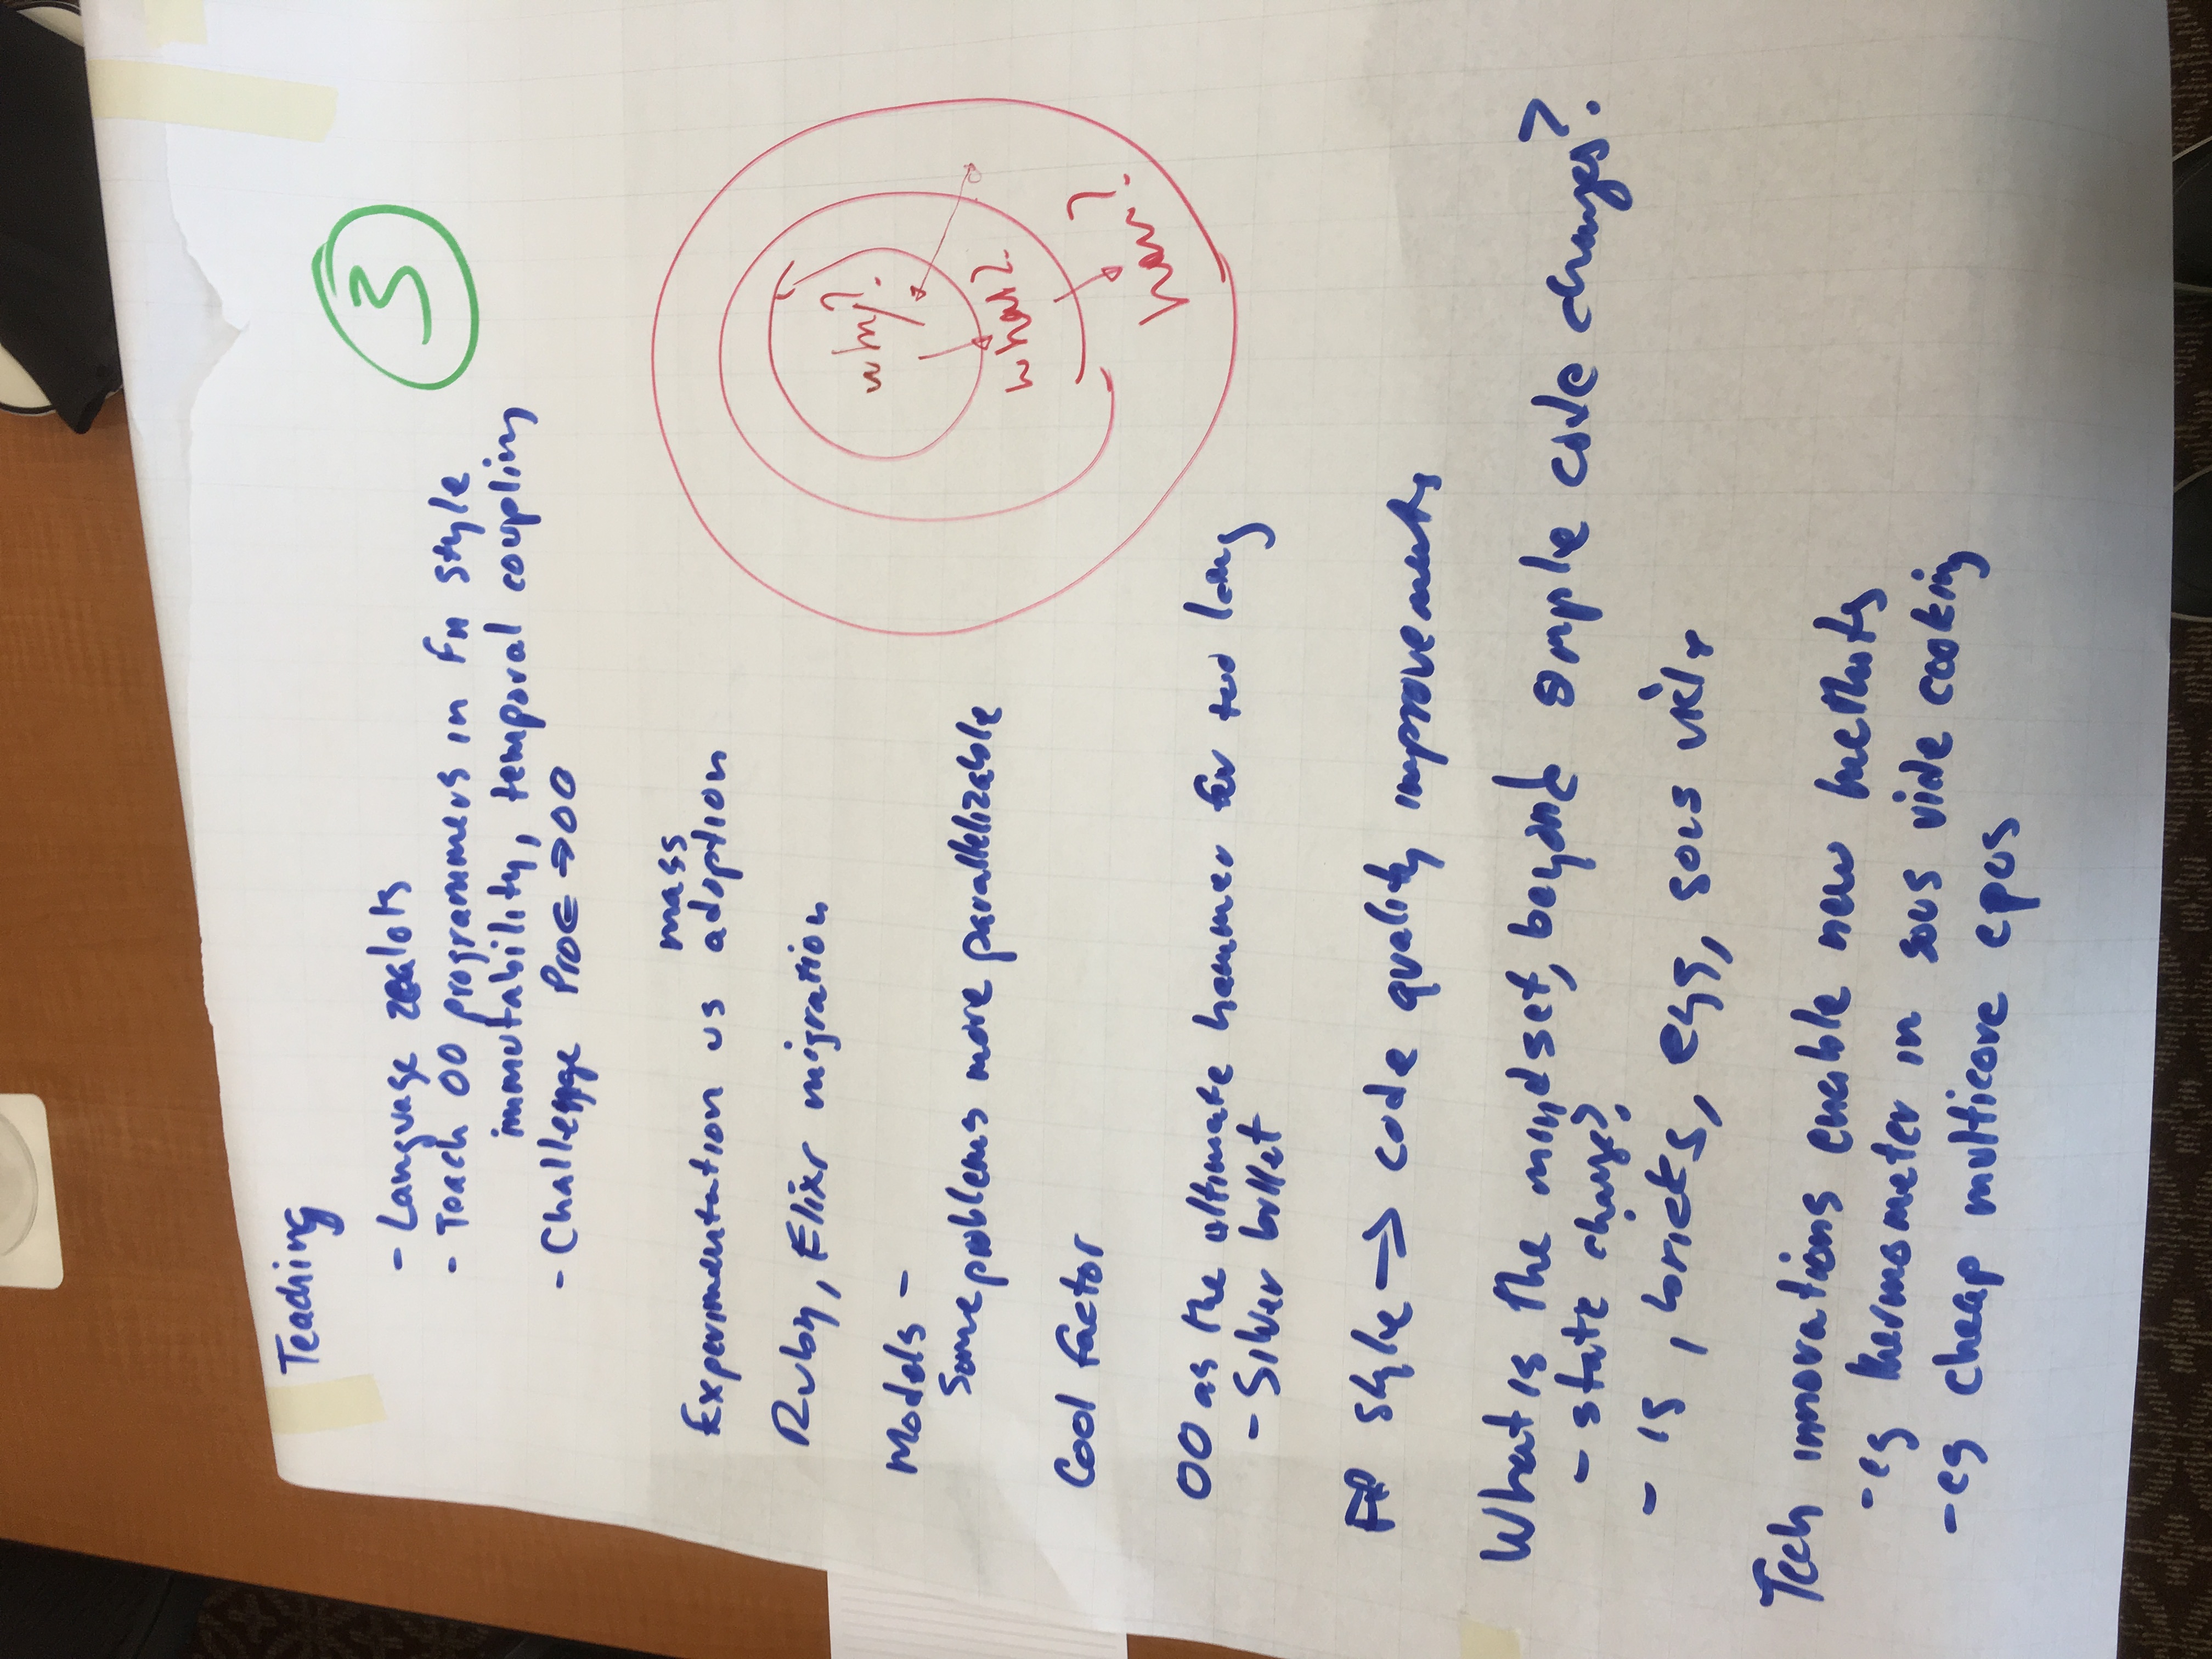 Teaching
- Language zealots
- Teach OO programmers in Fn style
immutability, temporal coupling
- Challenge Proc → OO
3
mass
Experimentation vs adoption
Ruby, Elixr migration
Models -
Some problems more parallelizable
why?
what?
how?
Cool factor
OO as the ultimate hammer for too long
- Silver bullet
FP style → code quality improvements
What is the mindset, beyond simple code changes?
- state change?
- is, bricks, egg, sous vide
Tech innovations enable new methods
- eg thermometer in sous vide cooking
- eg cheap multicore cpus